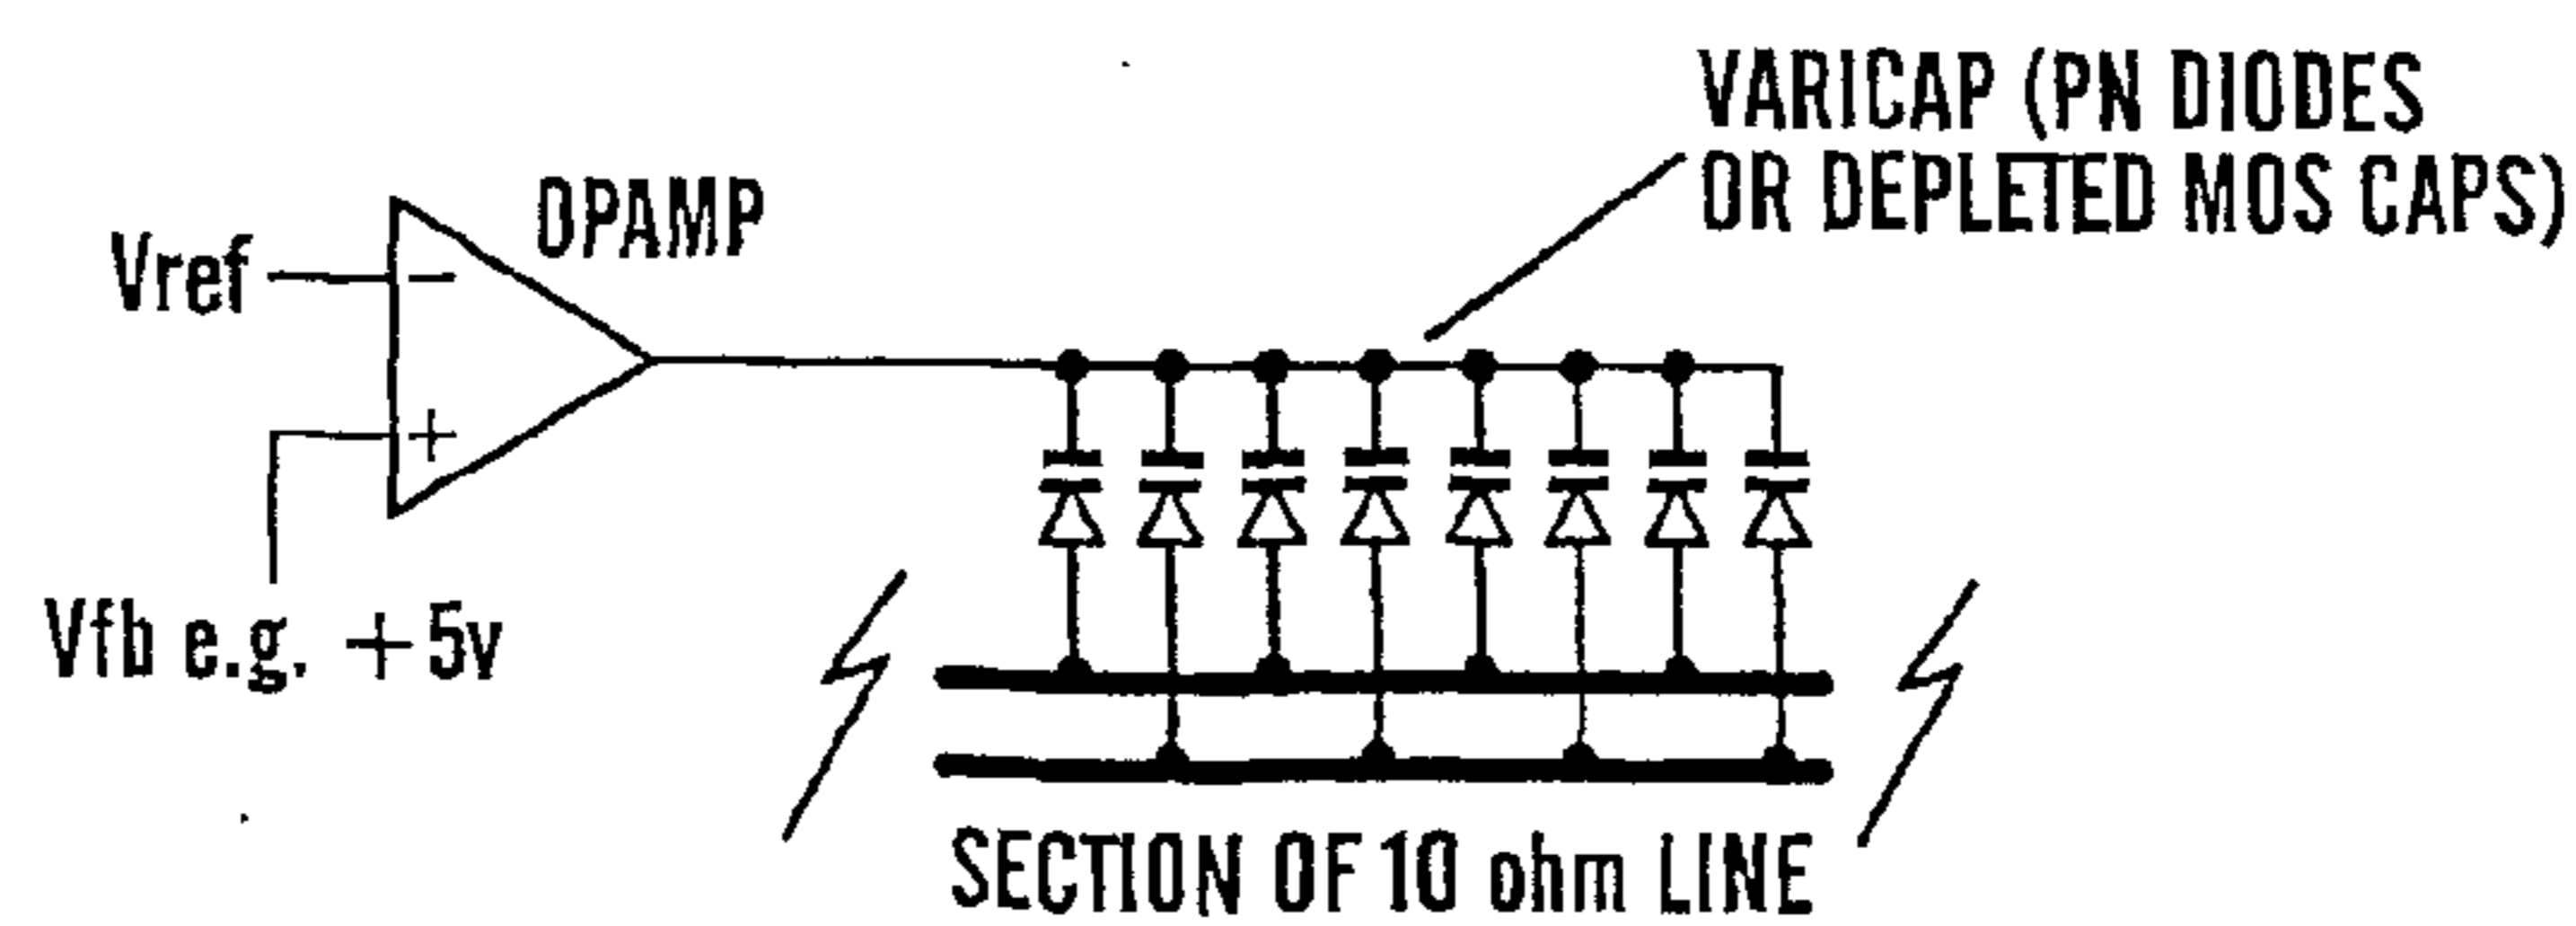 VARICAP (PN DIODES
OR DEPLETED MOS CAPS)
OPAMP
Vref
−
+
Vfb e.g. +5v
SECTION OF 10 ohm LINE